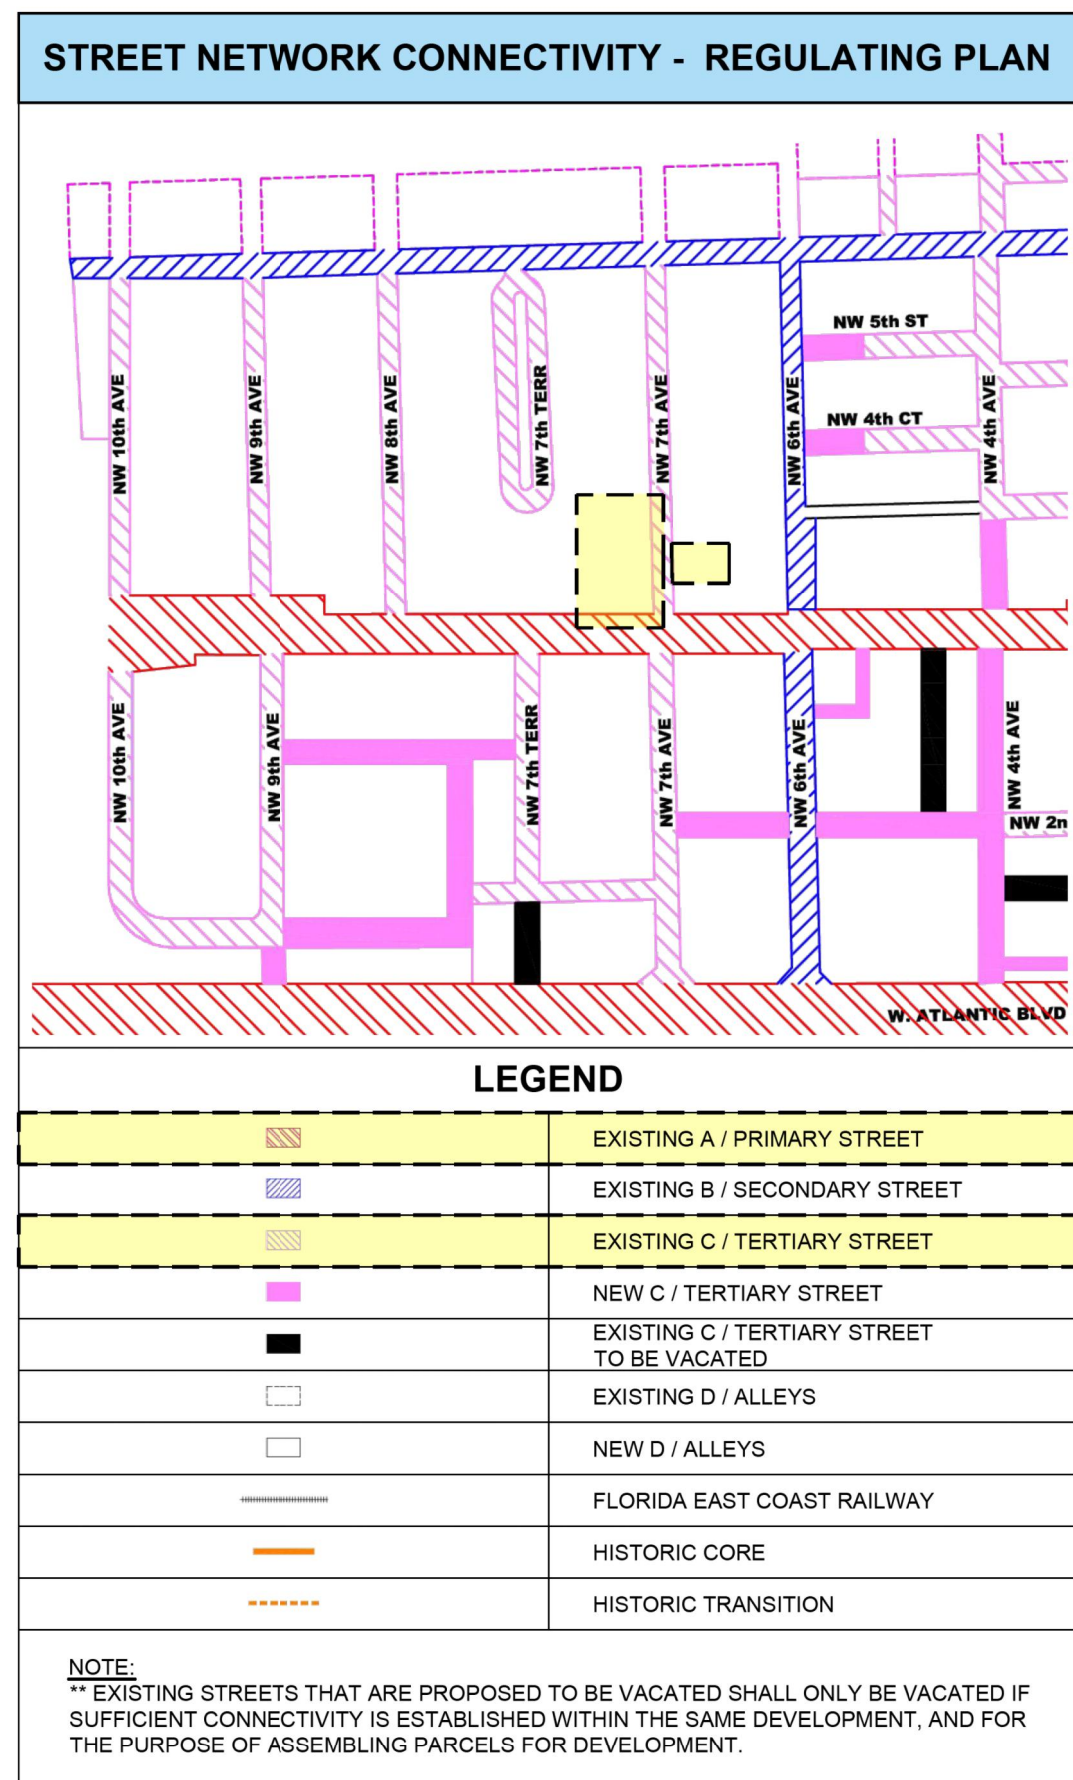 STREET NETWORK CONNECTIVITY - REGULATING PLAN
NW 5th ST
NW 4th CT
NW 10th AVE
NW 9th AVE
NW 8th AVE
NW 7th TERR
NW 7th AVE
NW 6th AVE
NW 4th AVE
NW 10th AVE
NW 9th AVE
NW 7th TERR
NW 7th AVE
NW 6th AVE
NW 4th AVE
NW 2n
W. ATLANTIC BLVD
LEGEND
EXISTING A / PRIMARY STREET
EXISTING B / SECONDARY STREET
EXISTING C / TERTIARY STREET
NEW C / TERTIARY STREET
EXISTING C / TERTIARY STREET
TO BE VACATED
EXISTING D / ALLEYS
NEW D / ALLEYS
FLORIDA EAST COAST RAILWAY
HISTORIC CORE
HISTORIC TRANSITION
NOTE:
** EXISTING STREETS THAT ARE PROPOSED TO BE VACATED SHALL ONLY BE VACATED IF
SUFFICIENT CONNECTIVITY IS ESTABLISHED WITHIN THE SAME DEVELOPMENT, AND FOR
THE PURPOSE OF ASSEMBLING PARCELS FOR DEVELOPMENT.